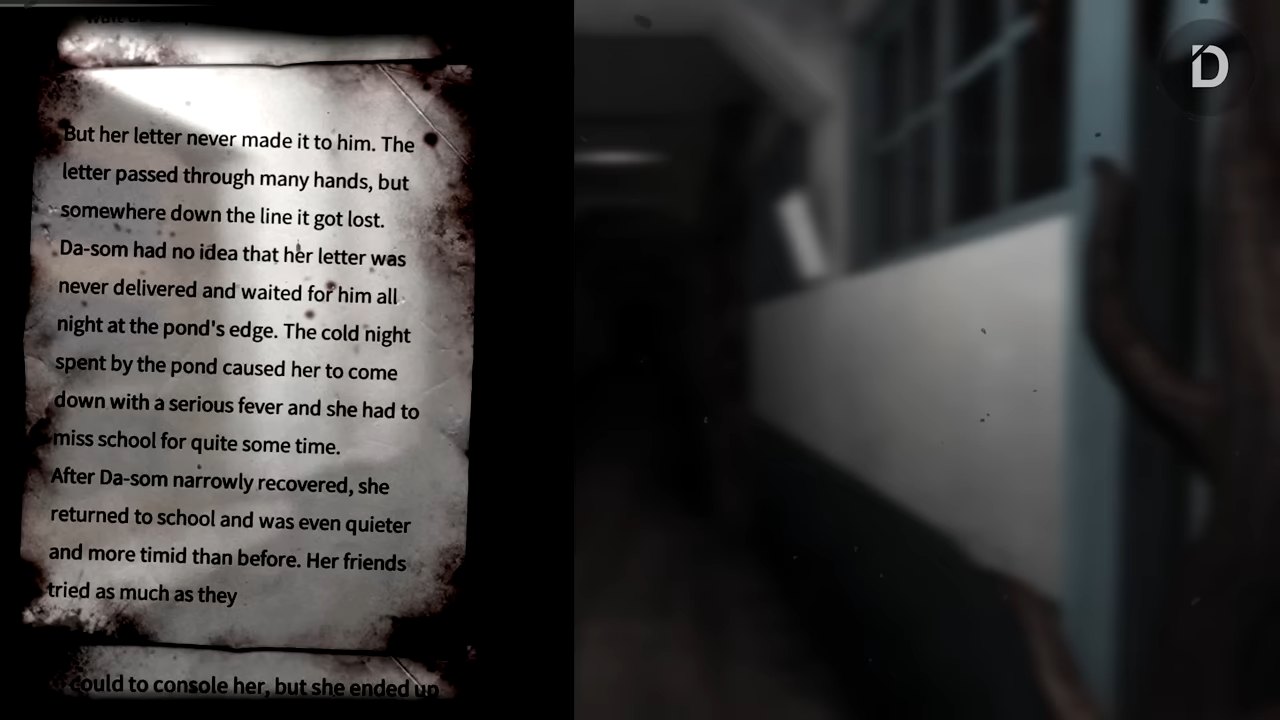 But her letter never made it to him. The
letter passed through many hands, but
somewhere down the line it got lost.
Da-som had no idea that her letter was
never delivered and waited for him all
night at the pond's edge. The cold night
spent by the pond caused her to come
down with a serious fever and she had to
miss school for quite some time.
After Da-som narrowly recovered, she
returned to school and was even quieter
and more timid than before. Her friends
tried as much as they
could to console her, but she ended up